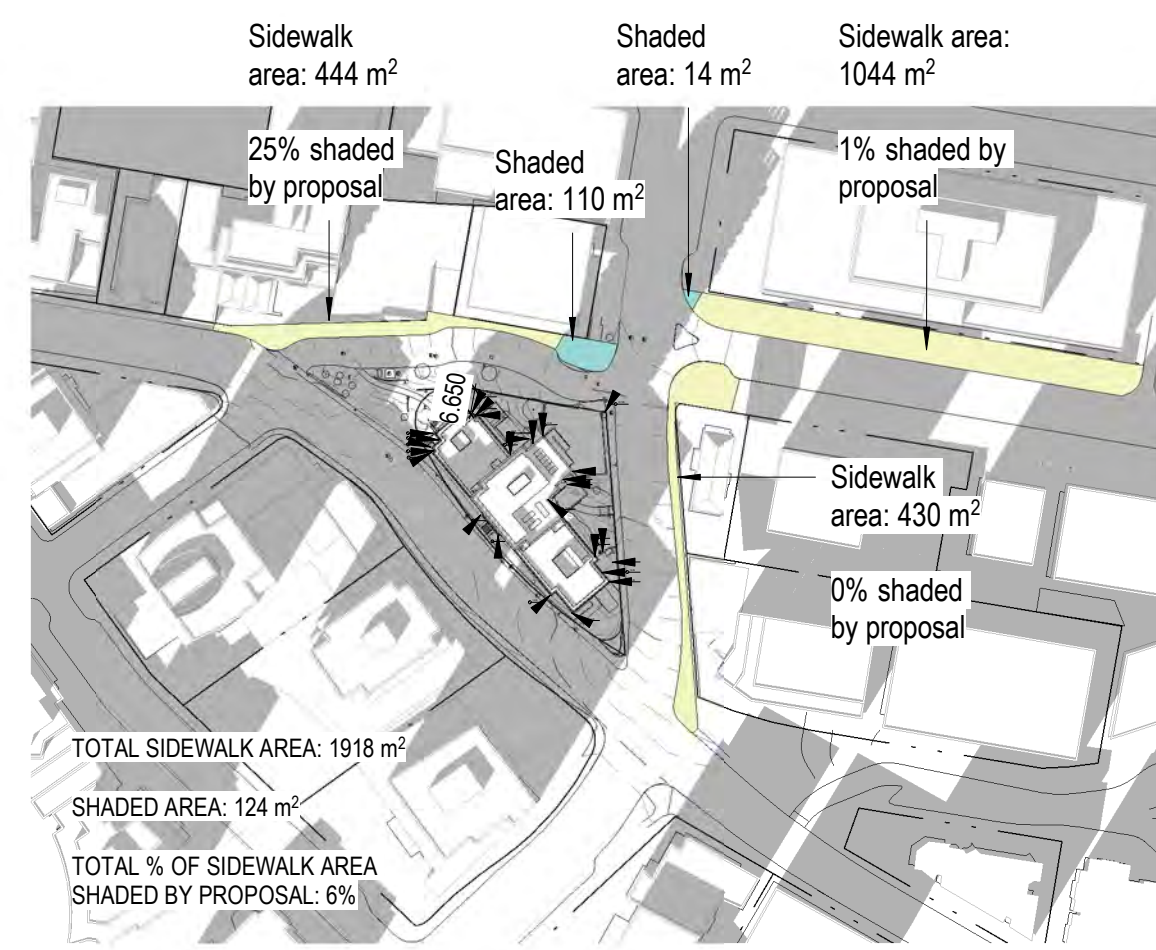 Sidewalk
area: 444 m²
Shaded
area: 14 m²
Sidewalk area:
1044 m²
25% shaded
by proposal
Shaded
area: 110 m²
1% shaded by
proposal
6.650
Sidewalk
area: 430 m²
0% shaded
by proposal
TOTAL SIDEWALK AREA: 1918 m²
SHADED AREA: 124 m²
TOTAL % OF SIDEWALK AREA
SHADED BY PROPOSAL: 6%